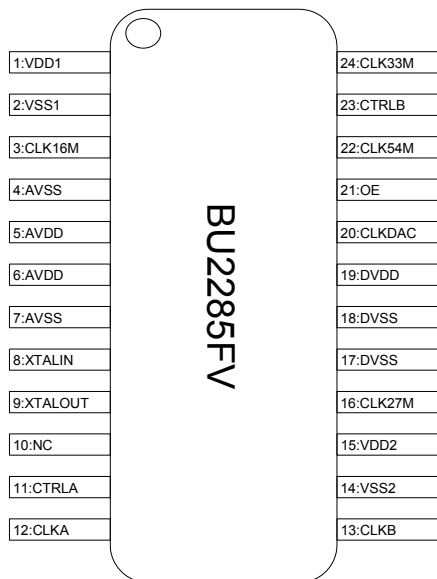 1:VDD1
2:VSS1
3:CLK16M
4:AVSS
5:AVDD
6:AVDD
7:AVSS
8:XTALIN
9:XTALOUT
10:NC
11:CTRLA
12:CLKA
BU2285FV
24:CLK33M
23:CTRLB
22:CLK54M
21:OE
20:CLKDAC
19:DVDD
18:DVSS
17:DVSS
16:CLK27M
15:VDD2
14:VSS2
13:CLKB